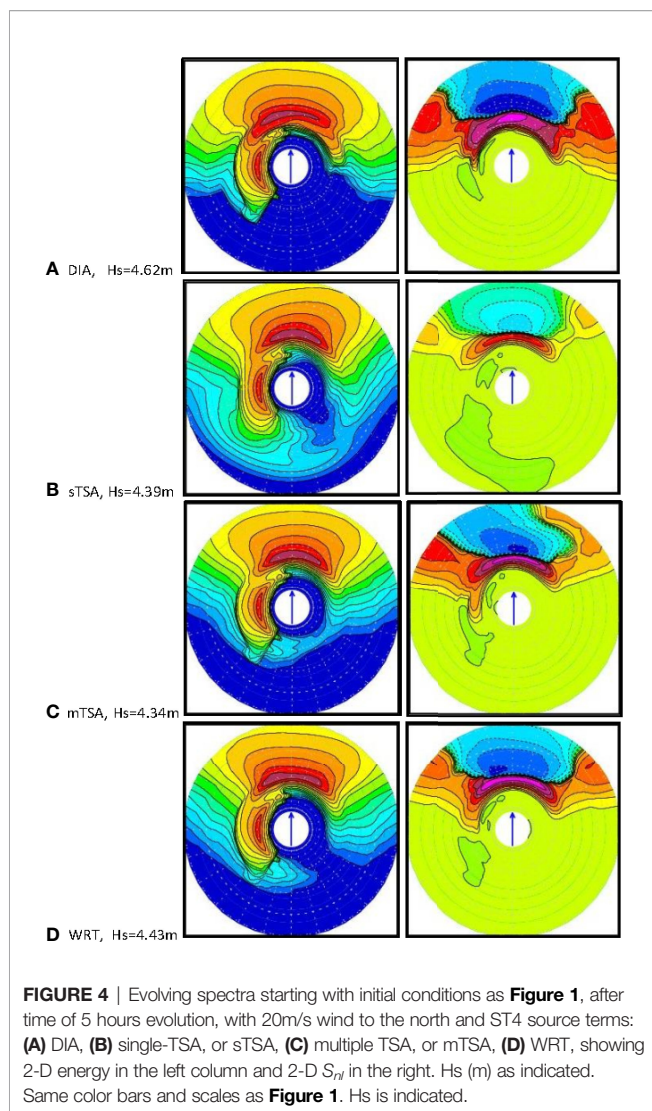 A DIA, Hs=4.62m
B sTSA, Hs=4.39m
C mTSA, Hs=4.34m
D WRT, Hs=4.43m
FIGURE 4 | Evolving spectra starting with initial conditions as Figure 1, after
time of 5 hours evolution, with 20m/s wind to the north and ST4 source terms:
(A) DIA, (B) single-TSA, or sTSA, (C) multiple TSA, or mTSA, (D) WRT, showing
2-D energy in the left column and 2-D Snl in the right. Hs (m) as indicated.
Same color bars and scales as Figure 1. Hs is indicated.